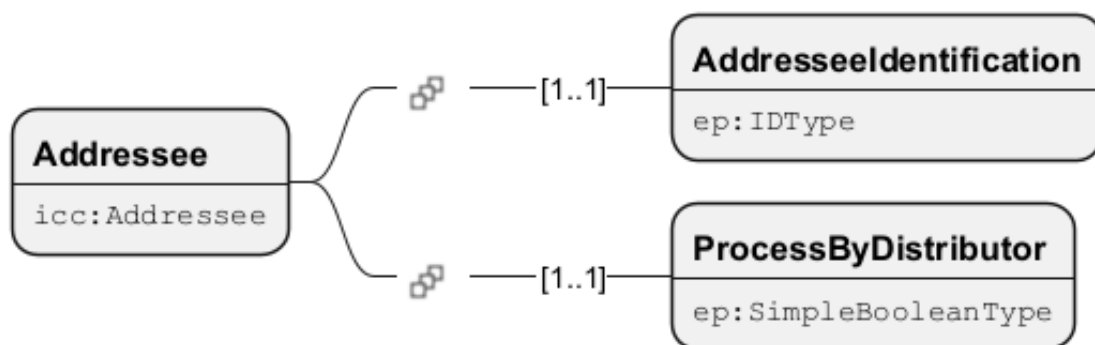 AddresseeIdentification
[1..1]
ep:IDType
Addressee
icc:Addressee
ProcessByDistributor
[1..1]
ep:SimpleBooleanType